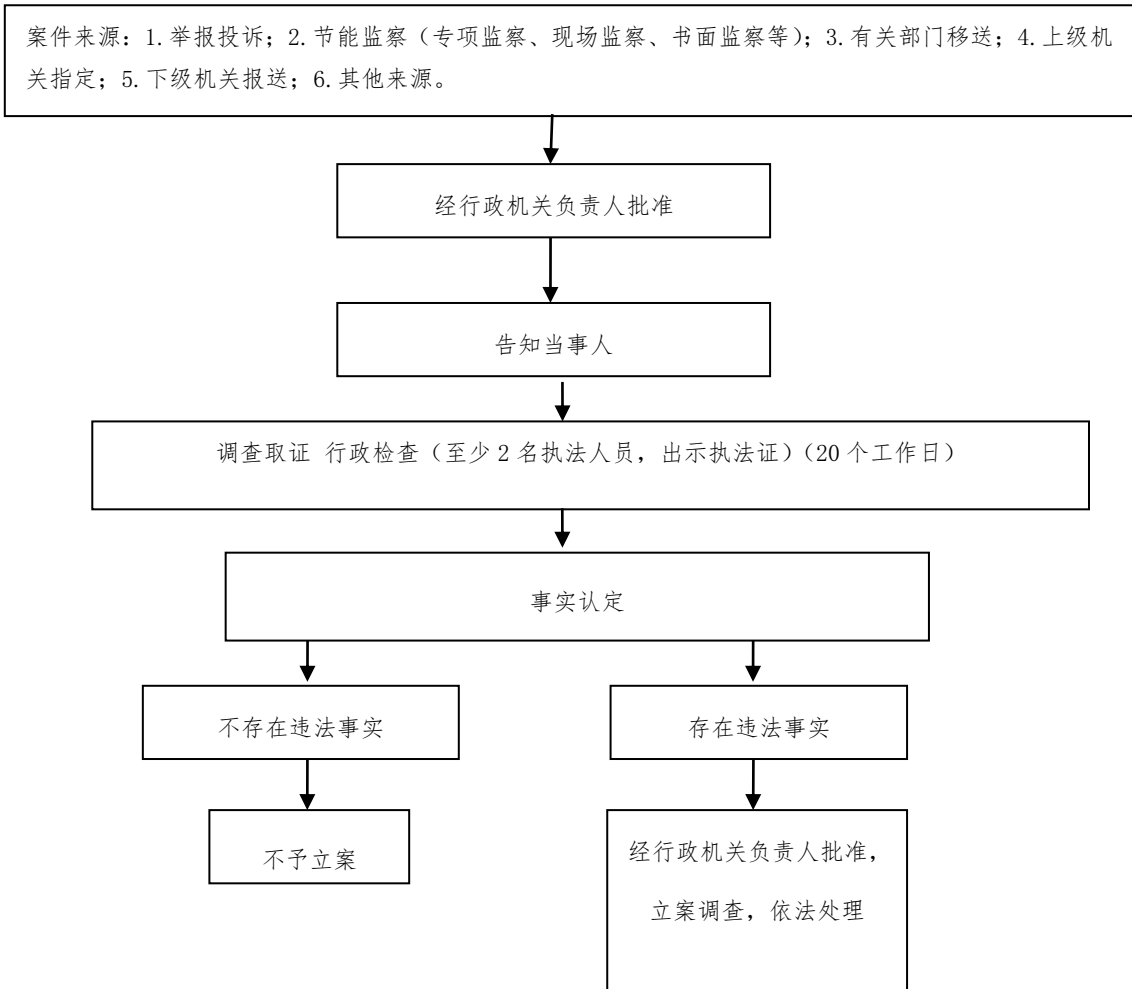 案件来源：1.举报投诉；2.节能监察（专项监察、现场监察、书面监察等）；3.有关部门移送；4.上级机
关指定；5.下级机关报送；6.其他来源。
经行政机关负责人批准
告知当事人
调查取证 行政检查（至少2名执法人员，出示执法证）（20个工作日）
事实认定
不存在违法事实
存在违法事实
不予立案
经行政机关负责人批准，
立案调查，依法处理